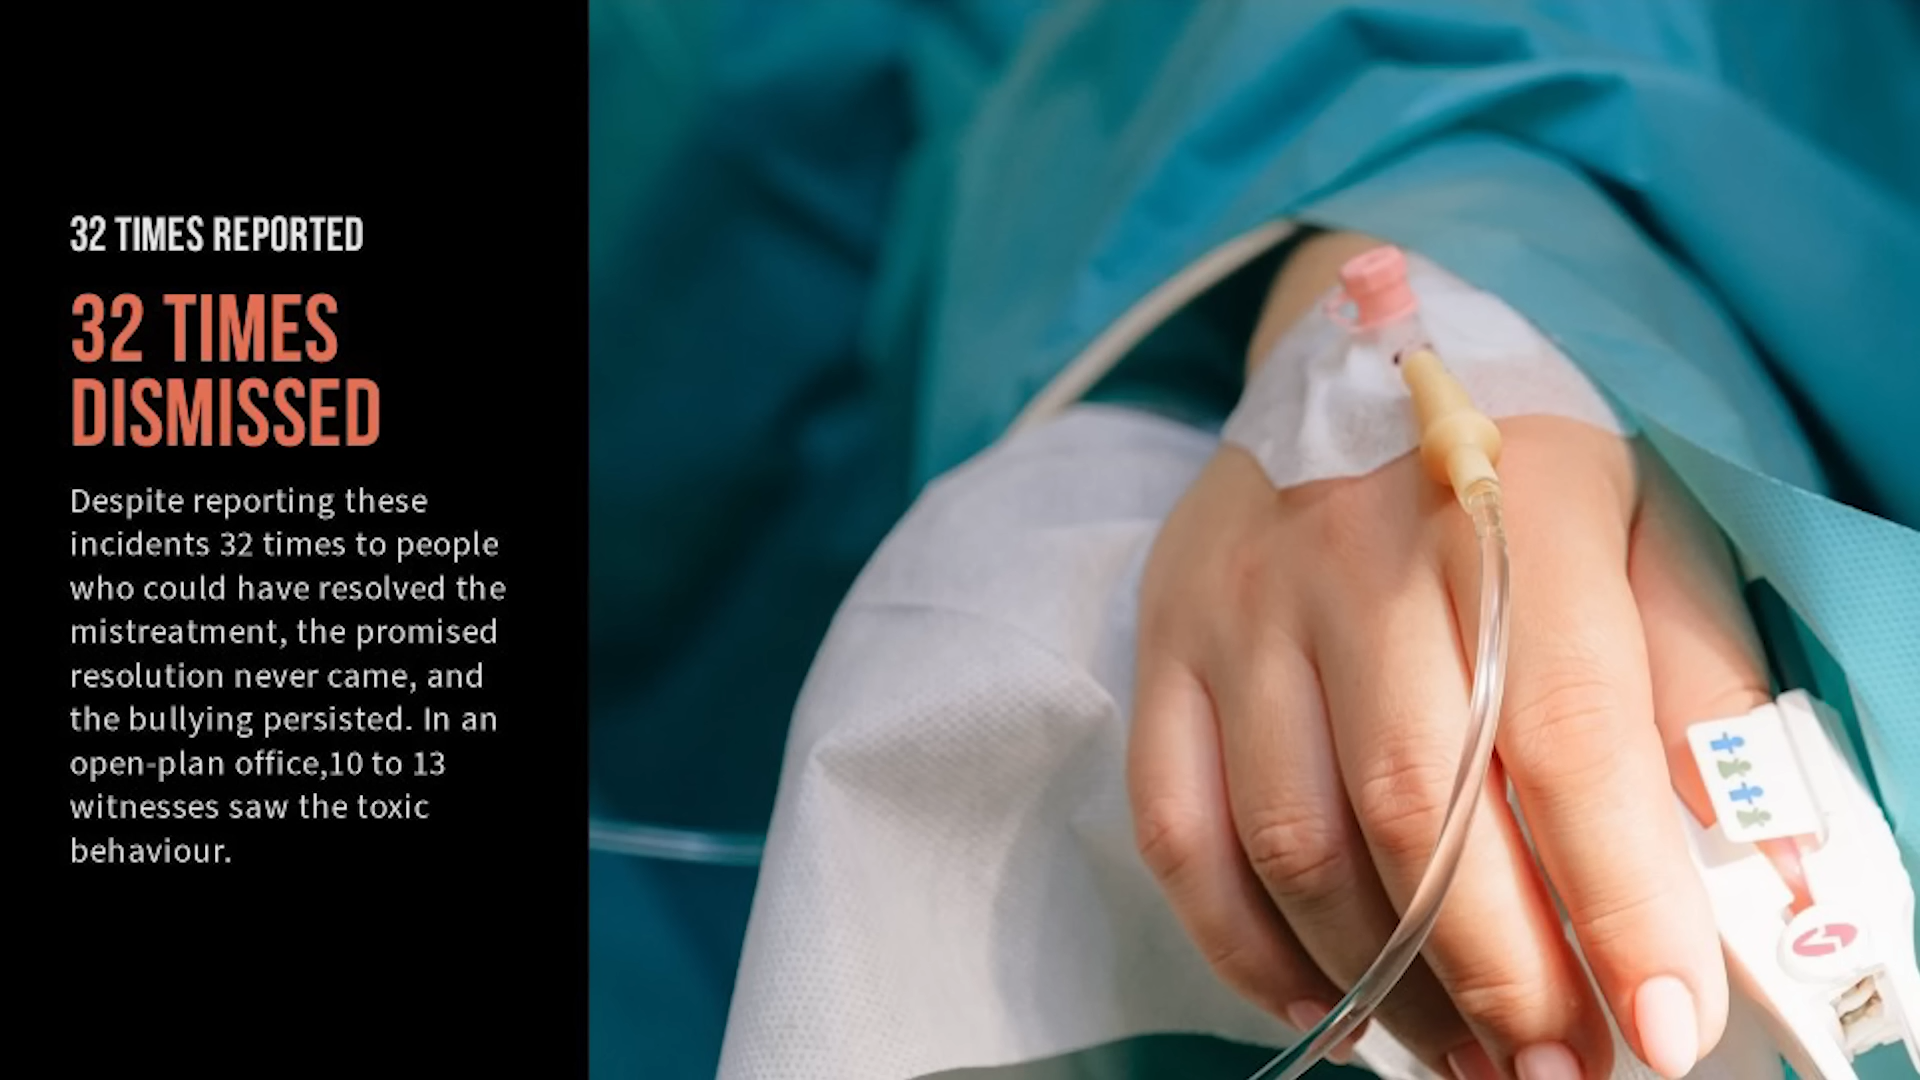 32 TIMES REPORTED
32 TIMES
DISMISSED
Despite reporting these
incidents 32 times to people
who could have resolved the
mistreatment, the promised
resolution never came, and
the bullying persisted. In an
open-plan office,10 to 13
witnesses saw the toxic
behaviour.